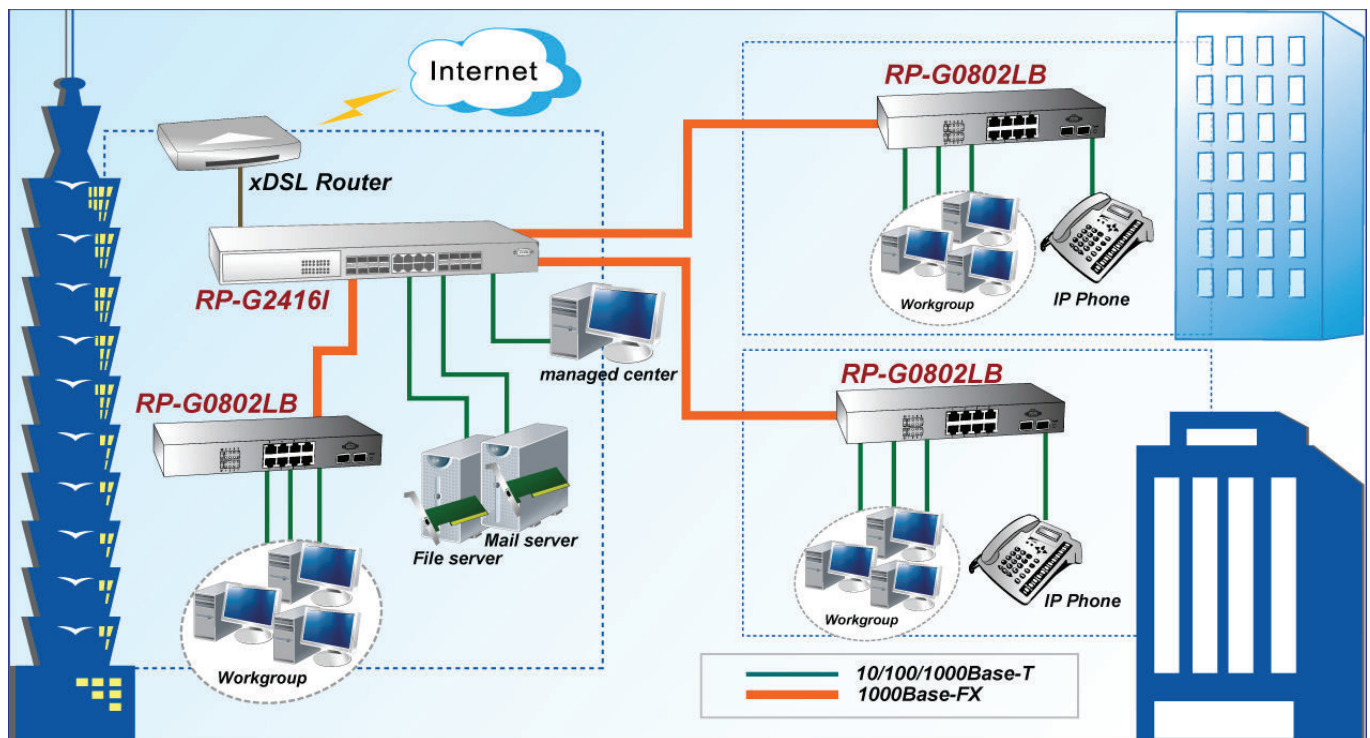 Internet
xDSL Router
RP-G2416I
managed center
RP-G0802LB
File server
Mail server
Workgroup
RP-G0802LB
Workgroup
IP Phone
RP-G0802LB
Workgroup
IP Phone
10/100/1000Base-T
1000Base-FX